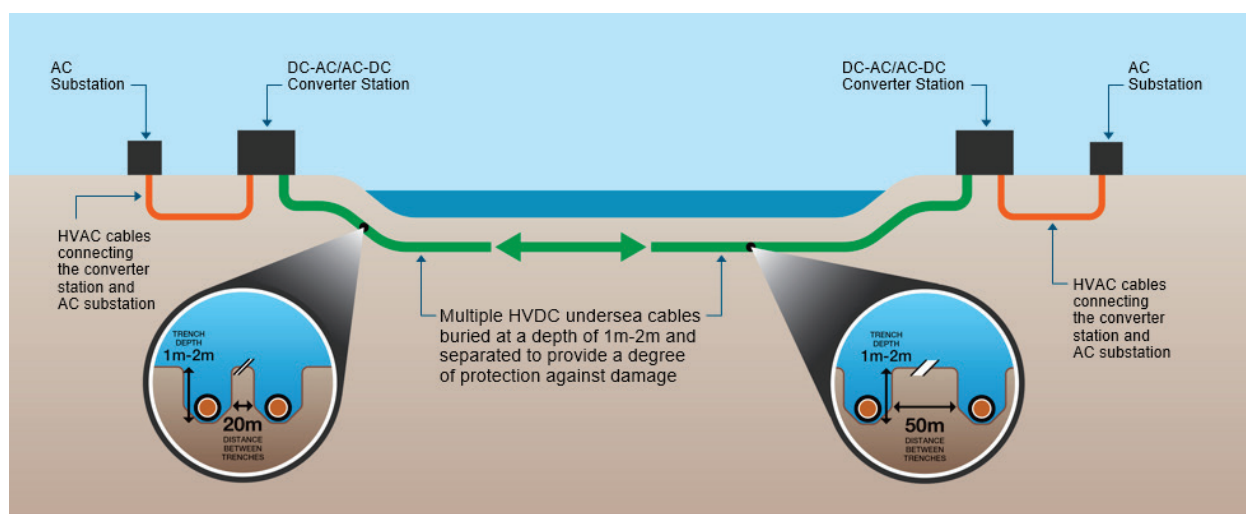 AC
Substation
DC-AC/AC-DC
Converter Station
DC-AC/AC-DC
Converter Station
AC
Substation
HVAC cables
connecting
the converter
station and
AC substation
Multiple HVDC undersea cables
buried at a depth of 1m-2m and
separated to provide a degree
of protection against damage
HVAC cables
connecting
the converter
station and
AC substation
TRENCH
DEPTH
1m-2m
20m
DISTANCE
BETWEEN
TRENCHES
TRENCH
DEPTH
1m-2m
50m
DISTANCE
BETWEEN
TRENCHES